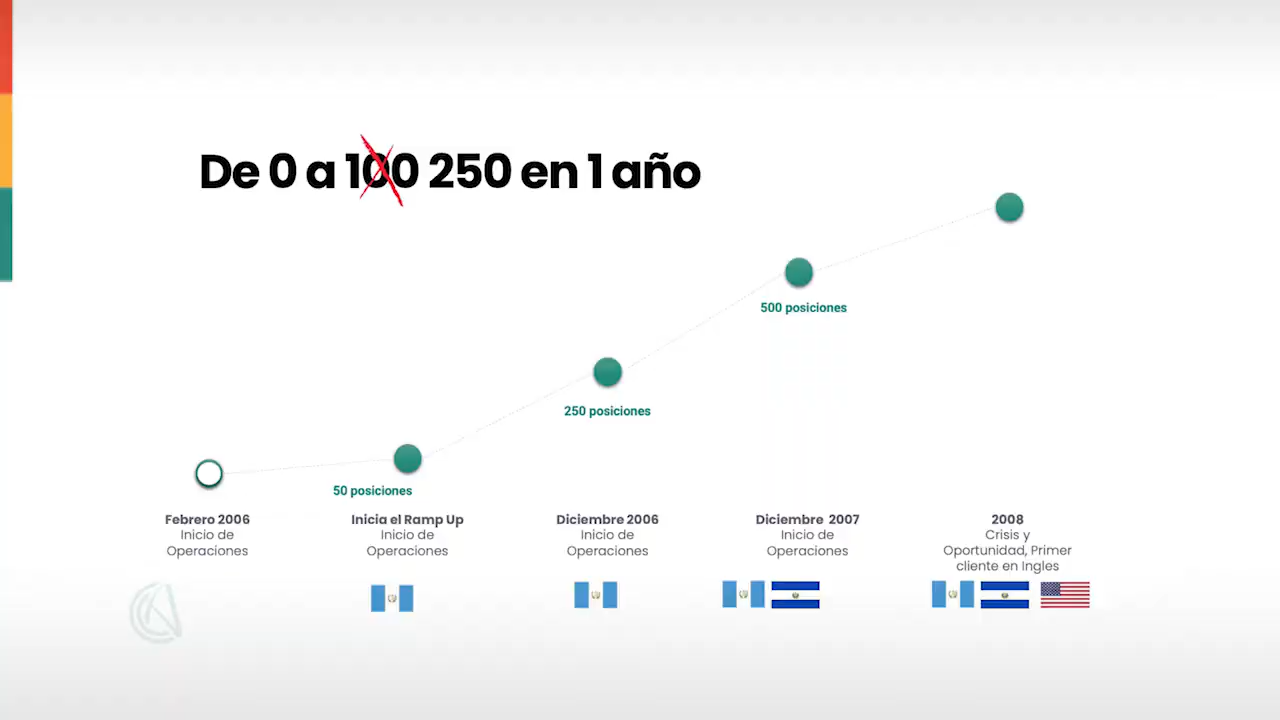 De 0 a 100 250 en 1 año
500 posiciones
250 posiciones
50 posiciones
Febrero 2006
Inicio de
Operaciones
Inicia el Ramp Up
Inicio de
Operaciones
Diciembre 2006
Inicio de
Operaciones
Diciembre 2007
Inicio de
Operaciones
2008
Crisis y
Oportunidad, Primer
cliente en Ingles